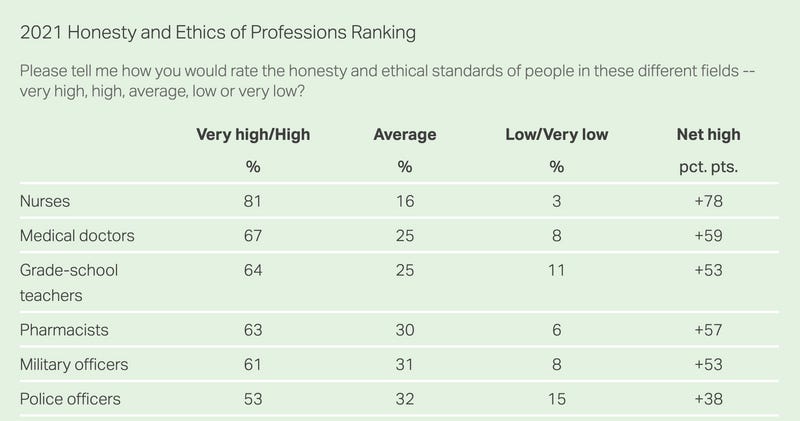 2021 Honesty and Ethics of Professions Ranking
Please tell me how you would rate the honesty and ethical standards of people in these different fields --
very high, high, average, low or very low?
Very high/High Average Low/Very low Net high
% % % pct. pts.
Nurses 81 16 3 +78
Medical doctors 67 25 8 +59
Grade-school 64 25 11 +53
teachers
Pharmacists 63 30 6 +57
Military officers 61 31 8 +53
Police officers 53 32 15 +38